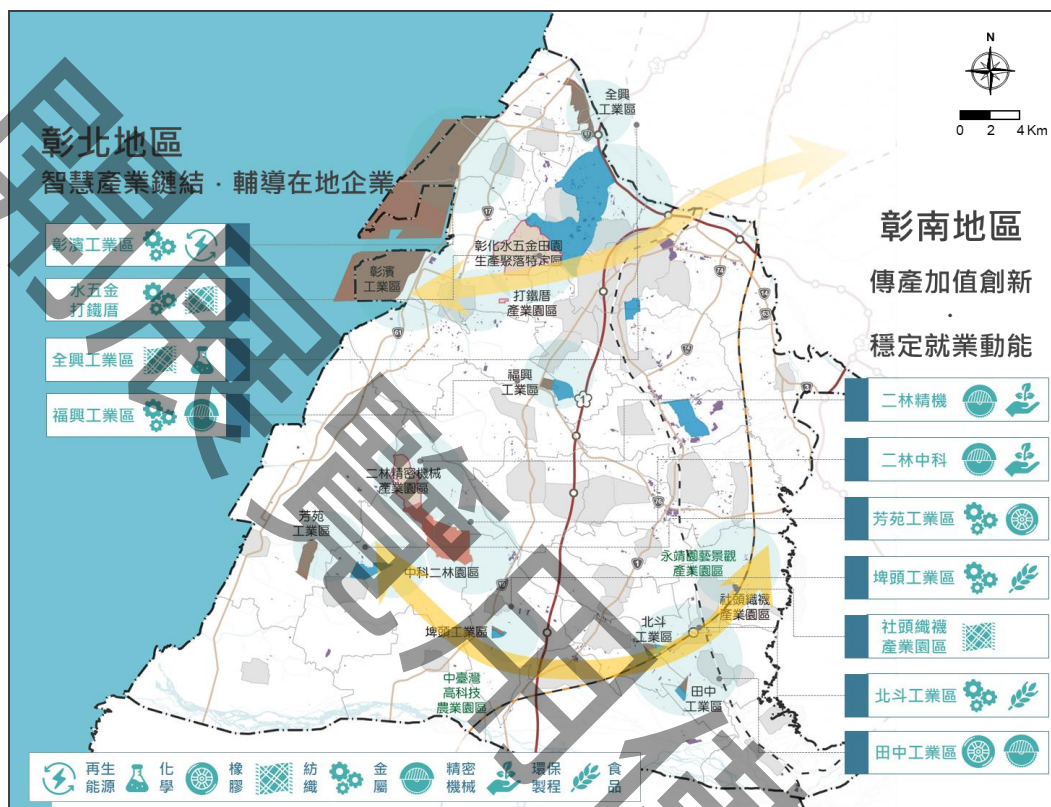 彰北地區
智慧產業鏈結．輔導在地企業
彰濱工業區
水五金
打鐵厝
全興工業區
福興工業區
N
0 2 4 Km
彰南地區
傳產加值創新
．
穩定就業動能
二林精機
二林中科
芳苑工業區
埤頭工業區
社頭織襪
產業園區
北斗工業區
田中工業區
全興
工業區
彰化水五金田園
生產聚落特定區
彰濱
工業區
打鐵厝
產業園區
福興
工業區
二林精密機械
產業園區
芳苑
工業區
中科二林園區
永靖園藝景觀
產業園區
社頭織襪
產業園區
北斗
工業區
埤頭工業區
中臺灣
高科技
農業園區
田中
工業區
再生
能源
化
學
橡
膠
紡
織
金
屬
精密
機械
環保
製程
食
品